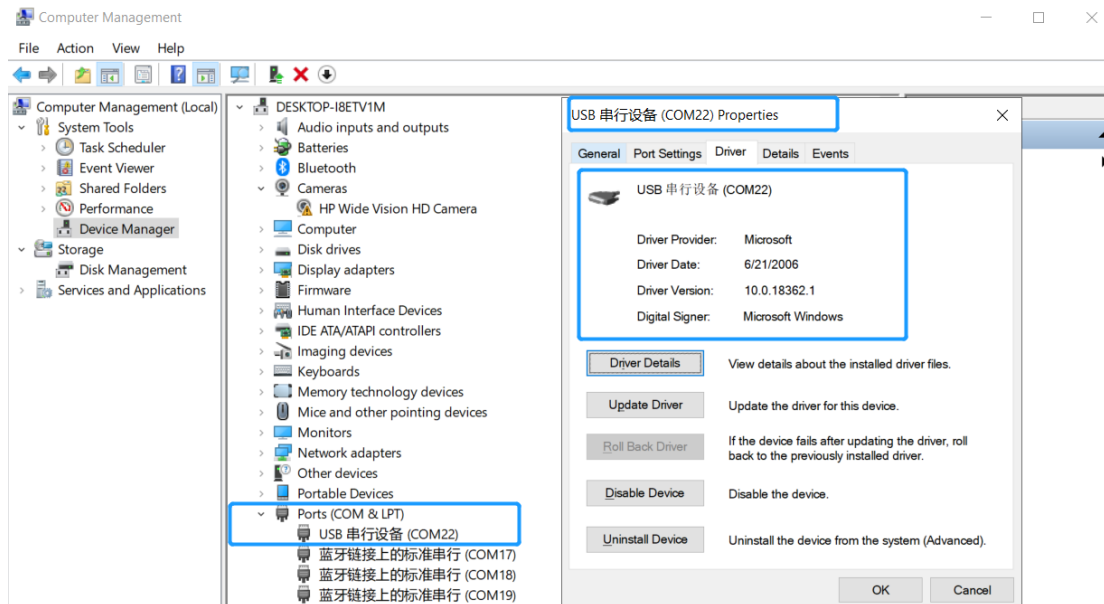 Computer Management
File Action View Help
Computer Management (Local)
System Tools
Task Scheduler
Event Viewer
Shared Folders
Performance
Device Manager
Storage
Disk Management
Services and Applications
DESKTOP-I8ETV1M
Audio inputs and outputs
Batteries
Bluetooth
Cameras
HP Wide Vision HD Camera
Computer
Disk drives
Display adapters
Firmware
Human Interface Devices
IDE ATA/ATAPI controllers
Imaging devices
Keyboards
Memory technology devices
Mice and other pointing devices
Monitors
Network adapters
Other devices
Portable Devices
Ports (COM & LPT)
USB 串行设备 (COM22)
蓝牙链接上的标准串行 (COM17)
蓝牙链接上的标准串行 (COM18)
蓝牙链接上的标准串行 (COM19)
USB 串行设备 (COM22) Properties
General Port Settings Driver Details Events
USB 串行设备 (COM22)
Driver Provider: Microsoft
Driver Date: 6/21/2006
Driver Version: 10.0.18362.1
Digital Signer: Microsoft Windows
Driver Details View details about the installed driver files.
Update Driver Update the driver for this device.
Roll Back Driver If the device fails after updating the driver, roll
back to the previously installed driver.
Disable Device Disable the device.
Uninstall Device Uninstall the device from the system (Advanced).
OK Cancel